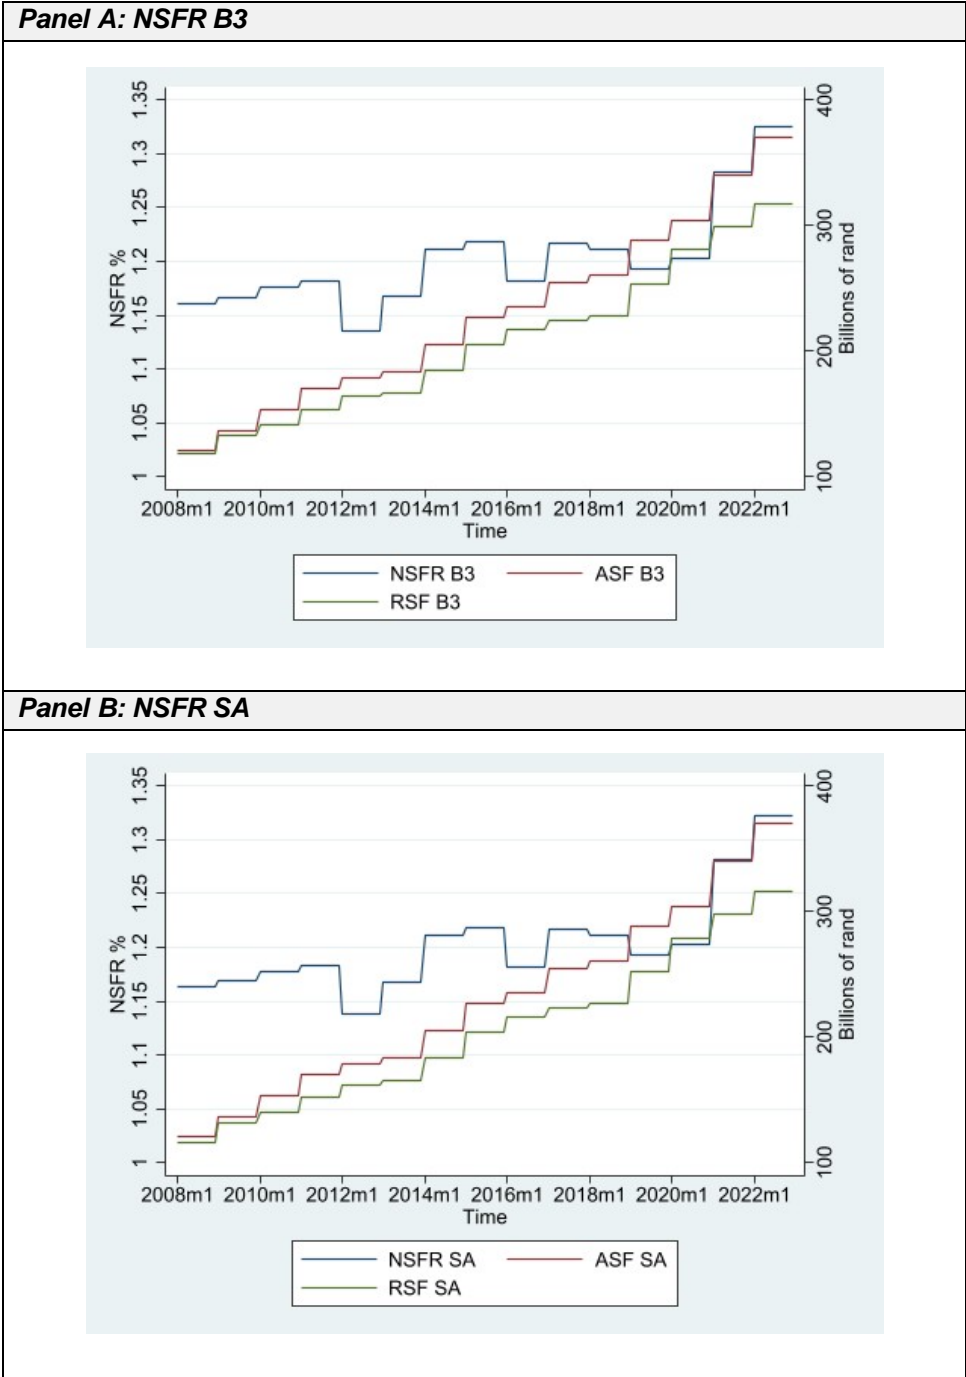 Panel A: NSFR B3
1.35
1.3
1.25
1.2
1.15
1.1
1.05
1
NSFR %
400
300
200
100
Billions of rand
2008m1 2010m1 2012m1 2014m1 2016m1 2018m1 2020m1 2022m1
Time
NSFR B3 ASF B3
RSF B3
Panel B: NSFR SA
1.35
1.3
1.25
1.2
1.15
1.1
1.05
1
NSFR %
400
300
200
100
Billions of rand
2008m1 2010m1 2012m1 2014m1 2016m1 2018m1 2020m1 2022m1
Time
NSFR SA ASF SA
RSF SA